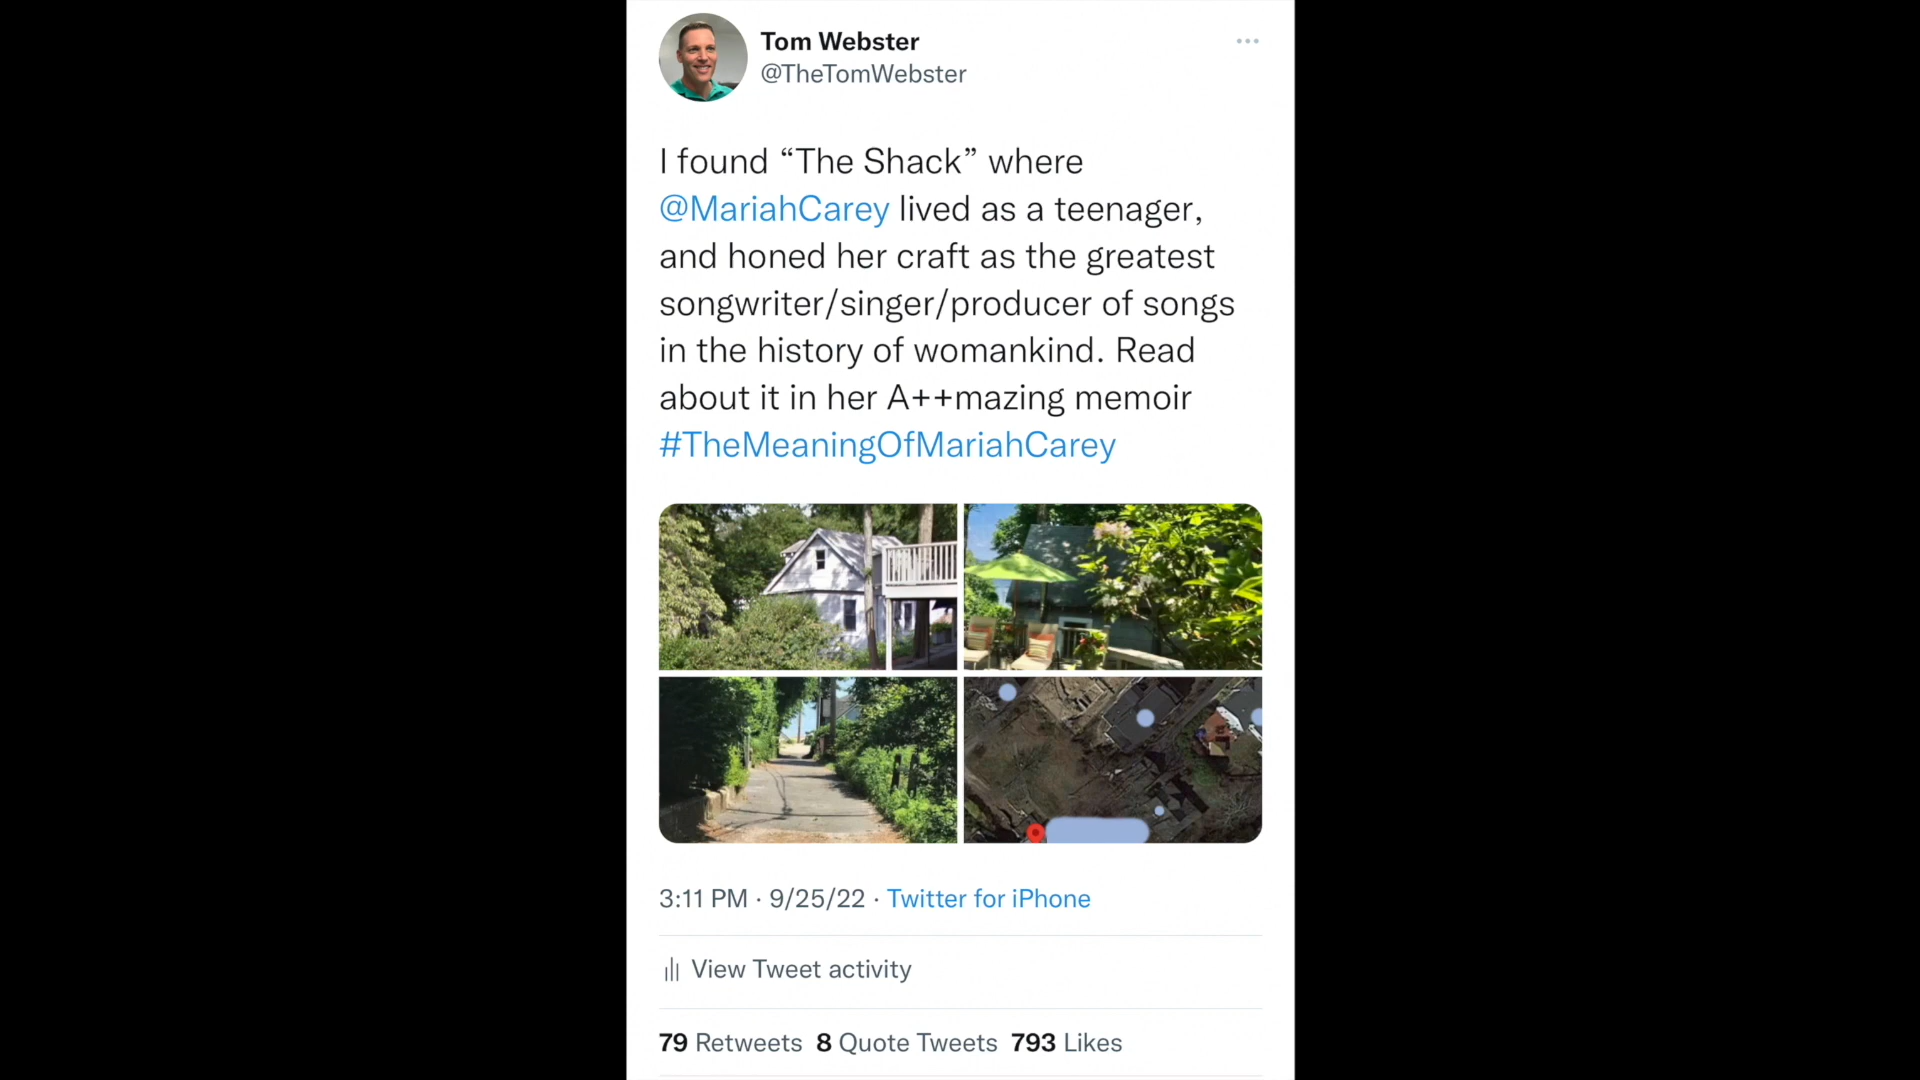 Tom Webster
@TheTomWebster
I found “The Shack” where
@MariahCarey lived as a teenager,
and honed her craft as the greatest
songwriter/singer/producer of songs
in the history of womankind. Read
about it in her A++mazing memoir
#TheMeaningOfMariahCarey
3:11 PM · 9/25/22 · Twitter for iPhone
View Tweet activity
79 Retweets 8 Quote Tweets 793 Likes